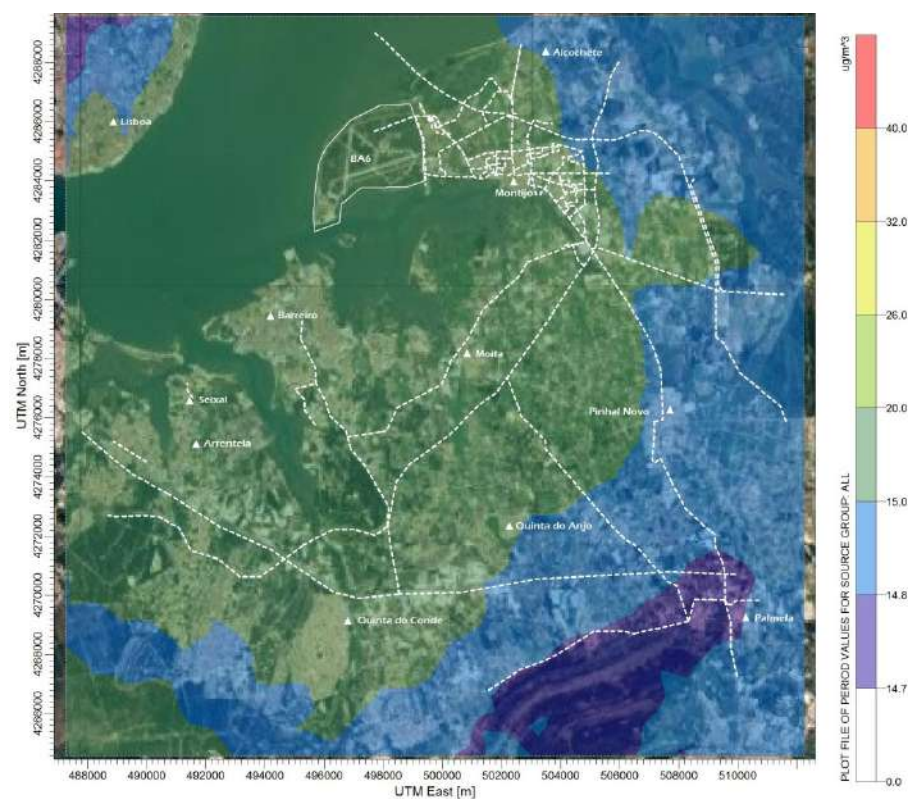 ug/m^3
4288000
Alcochete
40.0
4286000
Lisboa
BA6
4284000
Montijo
32.0
4282000
4280000
Barreiro
26.0
4278000
Moita
UTM North [m]
4276000
Seixal
Pinhal Novo
20.0
4274000
Arrentela
15.0
4272000
Quinta do Anjo
4270000
14.8
Quinta do Conde
Palmela
4268000
14.7
4266000
0.0
488000 490000 492000 494000 496000 498000 500000 502000 504000 506000 508000 510000
UTM East [m]
PLOT FILE OF PERIOD VALUES FOR SOURCE GROUP: ALL